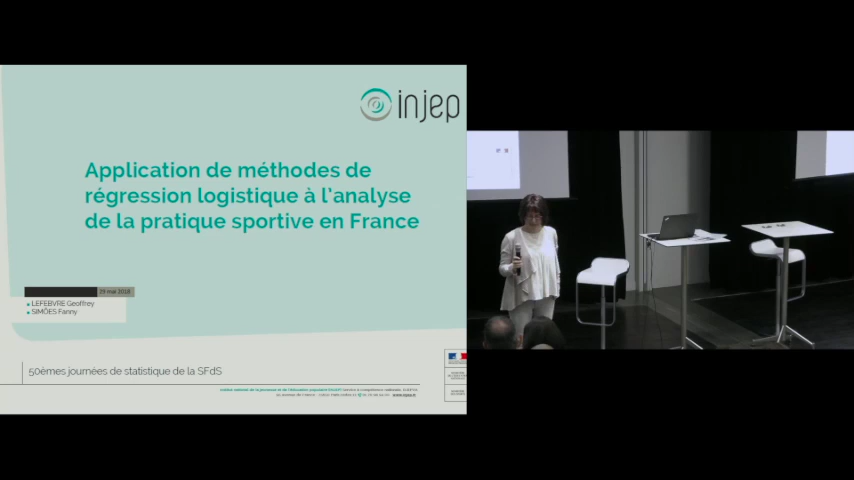 injep
Application de méthodes de
régression logistique à l'analyse
de la pratique sportive en France
29 mai 2018
LEFEBVRE Geoffrey
SIMÕES Fanny
50èmes journées de statistique de la SFdS